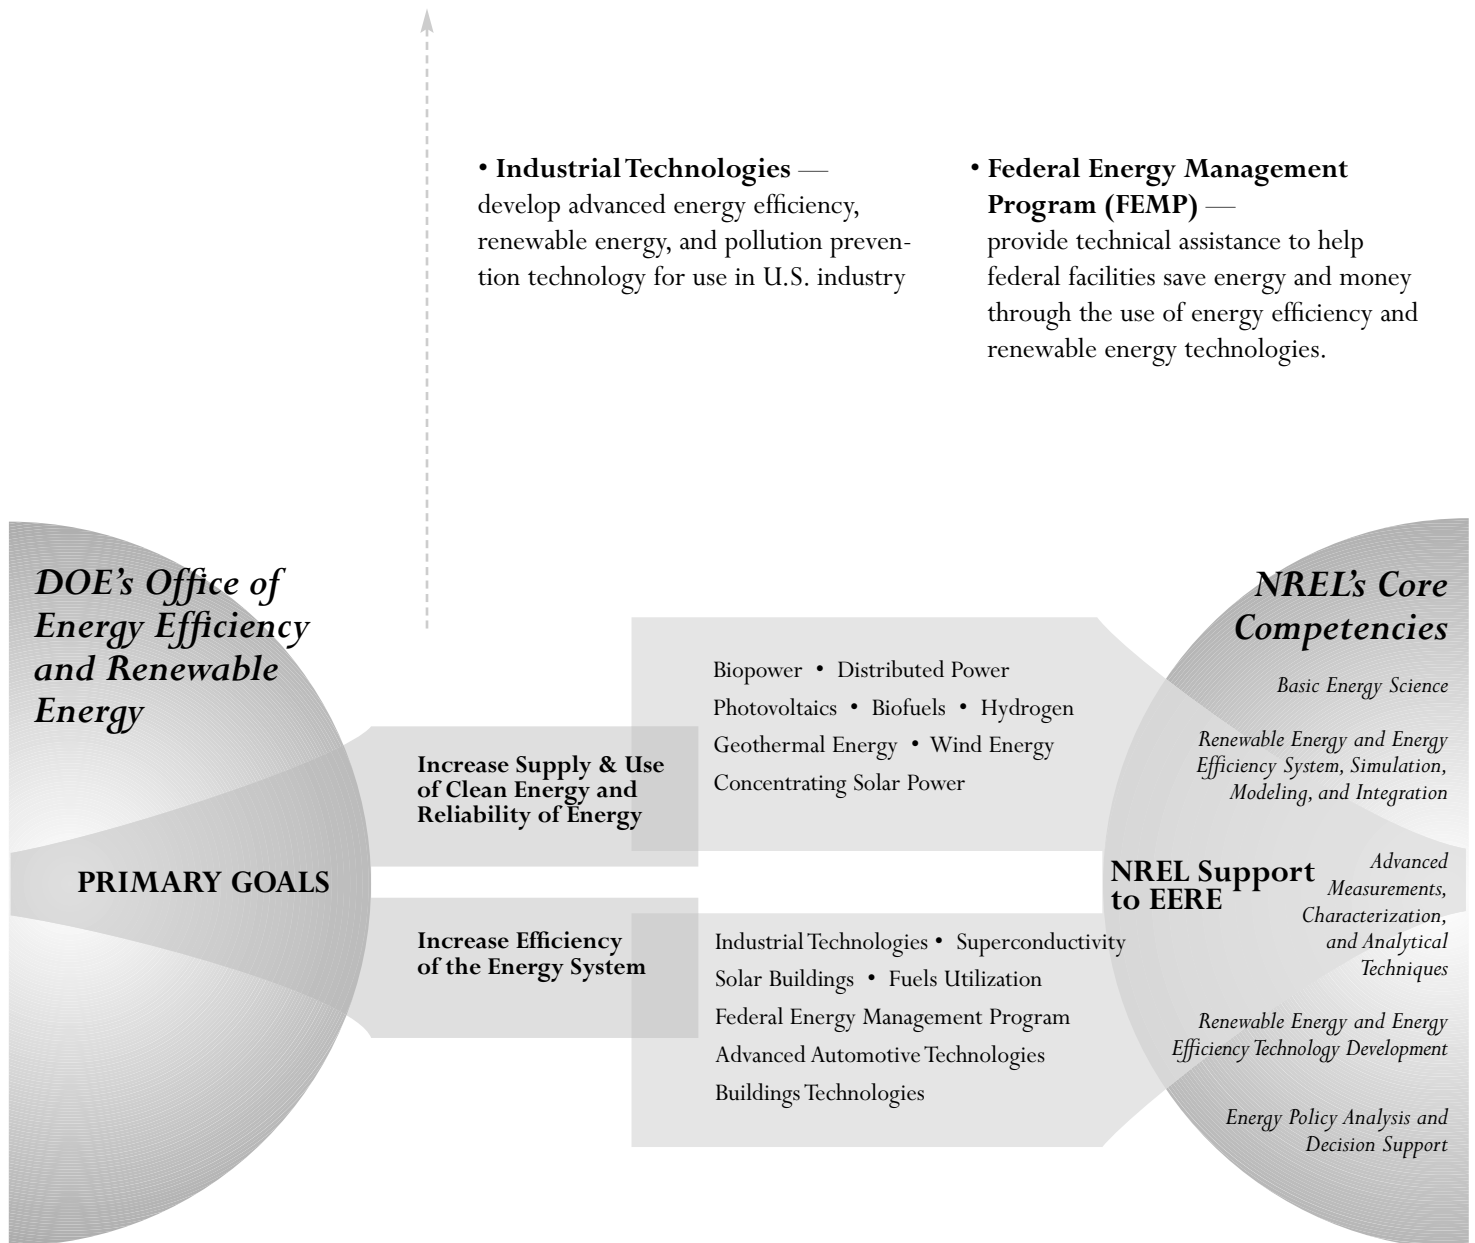 • Industrial Technologies —
develop advanced energy efficiency,
renewable energy, and pollution preven-
tion technology for use in U.S. industry
• Federal Energy Management
Program (FEMP) —
provide technical assistance to help
federal facilities save energy and money
through the use of energy efficiency and
renewable energy technologies.
DOE's Office of
Energy Efficiency
and Renewable
Energy
PRIMARY GOALS
Increase Supply & Use
of Clean Energy and
Reliability of Energy
Increase Efficiency
of the Energy System
Biopower • Distributed Power
Photovoltaics • Biofuels • Hydrogen
Geothermal Energy • Wind Energy
Concentrating Solar Power
Industrial Technologies • Superconductivity
Solar Buildings • Fuels Utilization
Federal Energy Management Program
Advanced Automotive Technologies
Buildings Technologies
NREL Support
to EERE
NREL's Core
Competencies
Basic Energy Science
Renewable Energy and Energy
Efficiency System, Simulation,
Modeling, and Integration
Advanced
Measurements,
Characterization,
and Analytical
Techniques
Renewable Energy and Energy
Efficiency Technology Development
Energy Policy Analysis and
Decision Support